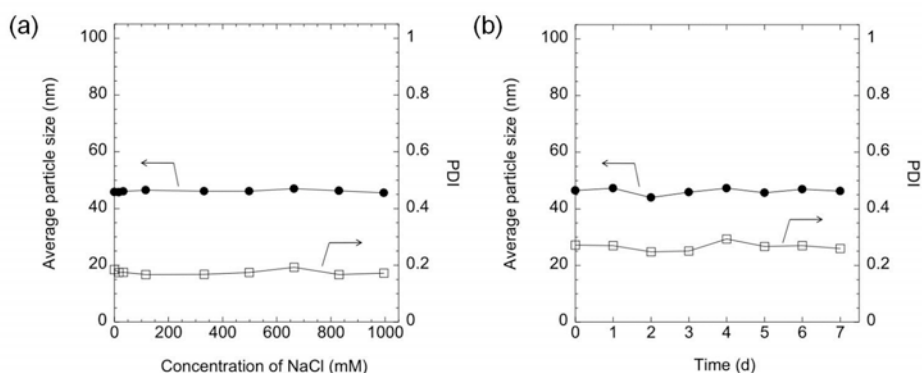 (a)
Average particle size (nm)
100
80
60
40
20
0
1
0.8
0.6
0.4
0.2
0
PDI
0 200 400 600 800 1000
Concentration of NaCl (mM)
(b)
Average particle size (nm)
100
80
60
40
20
0
1
0.8
0.6
0.4
0.2
0
PDI
0 1 2 3 4 5 6 7
Time (d)